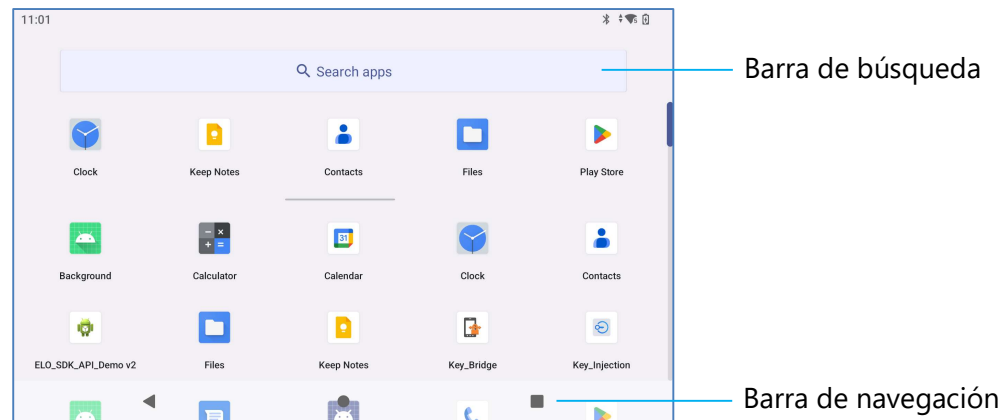 11:01
Search apps
Barra de búsqueda
Clock
Keep Notes
Contacts
Files
Play Store
31
Background
Calculator
Calendar
Clock
Contacts
ELO_SDK_API_Demo v2
Files
Keep Notes
Key_Bridge
Key_Injection
Barra de navegación